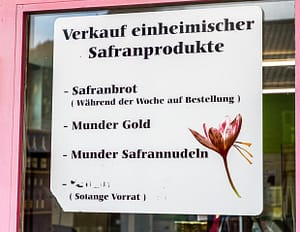 Verkauf einheimischer
Safranprodukte
- Safranbrot
( Während der Woche auf Bestellung )
- Munder Gold
- Munder Safrannudeln
-
( Solange Vorrat )